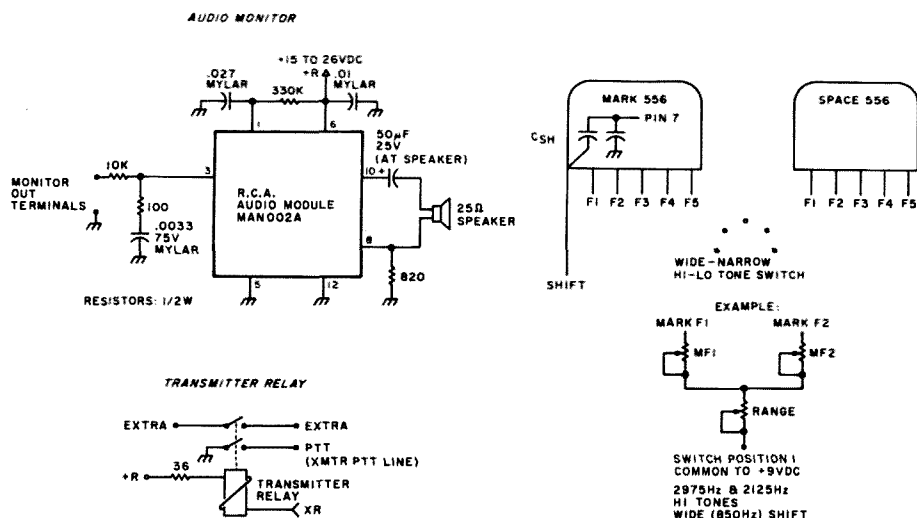 AUDIO MONITOR
+15 TO 26VDC
+R
.027
MYLAR
330K
.01
MYLAR
1
6
50µF
25V
(AT SPEAKER)
10
+
10K
3
MONITOR
OUT
TERMINALS
100
.0033
75V
MYLAR
R.C.A.
AUDIO MODULE
MAN002A
25Ω
SPEAKER
8
820
5
12
RESISTORS: 1/2W
MARK 556
PIN 7
CSH
F1 F2 F3 F4 F5
SHIFT
SPACE 556
F1 F2 F3 F4 F5
WIDE-NARROW
HI-LO TONE SWITCH
EXAMPLE:
MARK F1
MARK F2
MF1
MF2
RANGE
SWITCH POSITION 1
COMMON TO +9VDC
2975Hz & 2125Hz
HI TONES
WIDE (850Hz) SHIFT
TRANSMITTER RELAY
EXTRA
EXTRA
PTT
(XMTR PTT LINE)
+R
36
TRANSMITTER
RELAY
XR